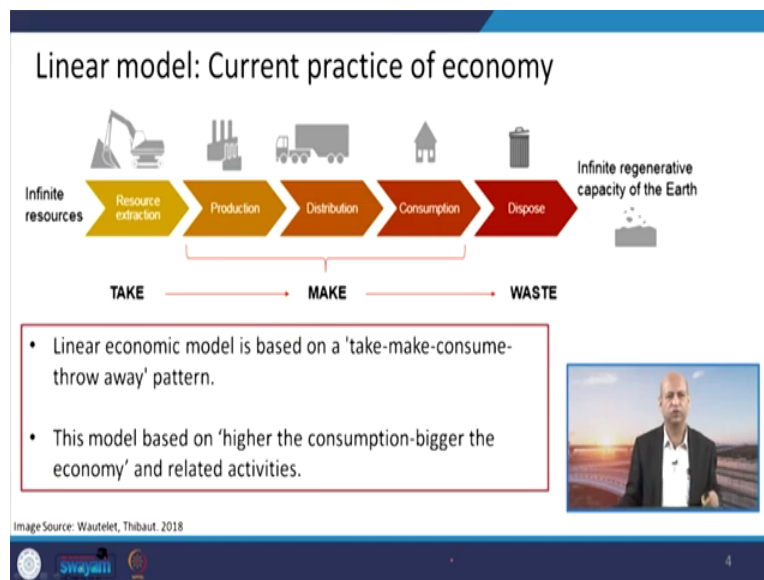 Linear model: Current practice of economy
Infinite
resources
Resource
extraction
Production
Distribution
Consumption
Dispose
Infinite regenerative
capacity of the Earth
TAKE
MAKE
WASTE
• Linear economic model is based on a 'take-make-consume-
throw away' pattern.
• This model based on ‘higher the consumption-bigger the
economy’ and related activities.
Image Source: Wautelet, Thibaut. 2018
swayam
4